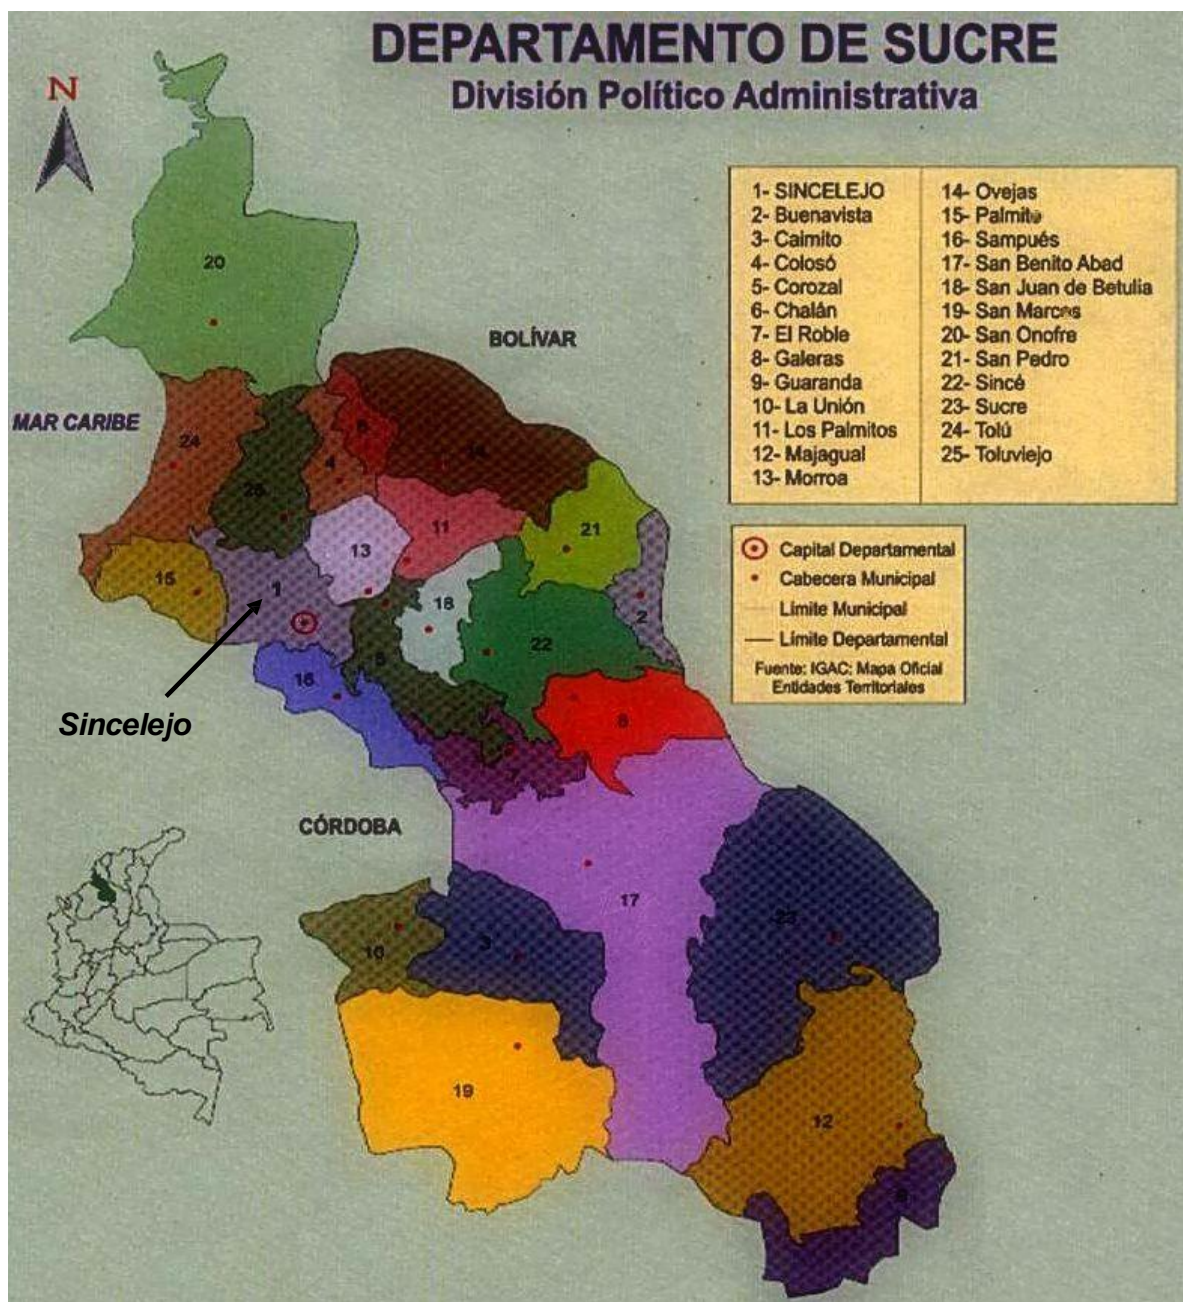 DEPARTAMENTO DE SUCRE
División Político Administrativa
N
1- SINCELEJO
2- Buenavista
3- Caimito
4- Colosó
5- Corozal
6- Chalán
7- El Roble
8- Galeras
9- Guaranda
10- La Unión
11- Los Palmitos
12- Majagual
13- Morroa
14- Ovejas
15- Palmito
16- Sampués
17- San Benito Abad
18- San Juan de Betulia
19- San Marcos
20- San Onofre
21- San Pedro
22- Sincé
23- Sucre
24- Tolú
25- Toluviejo
Capital Departamental
Cabecera Municipal
Límite Municipal
Límite Departamental
Fuente: IGAC: Mapa Oficial
Entidades Territoriales
20
BOLÍVAR
MAR CARIBE
24
4
25
11
21
13
15
1
18
2
22
5
16
Sincelejo
8
7
CÓRDOBA
17
23
3
10
19
12
9